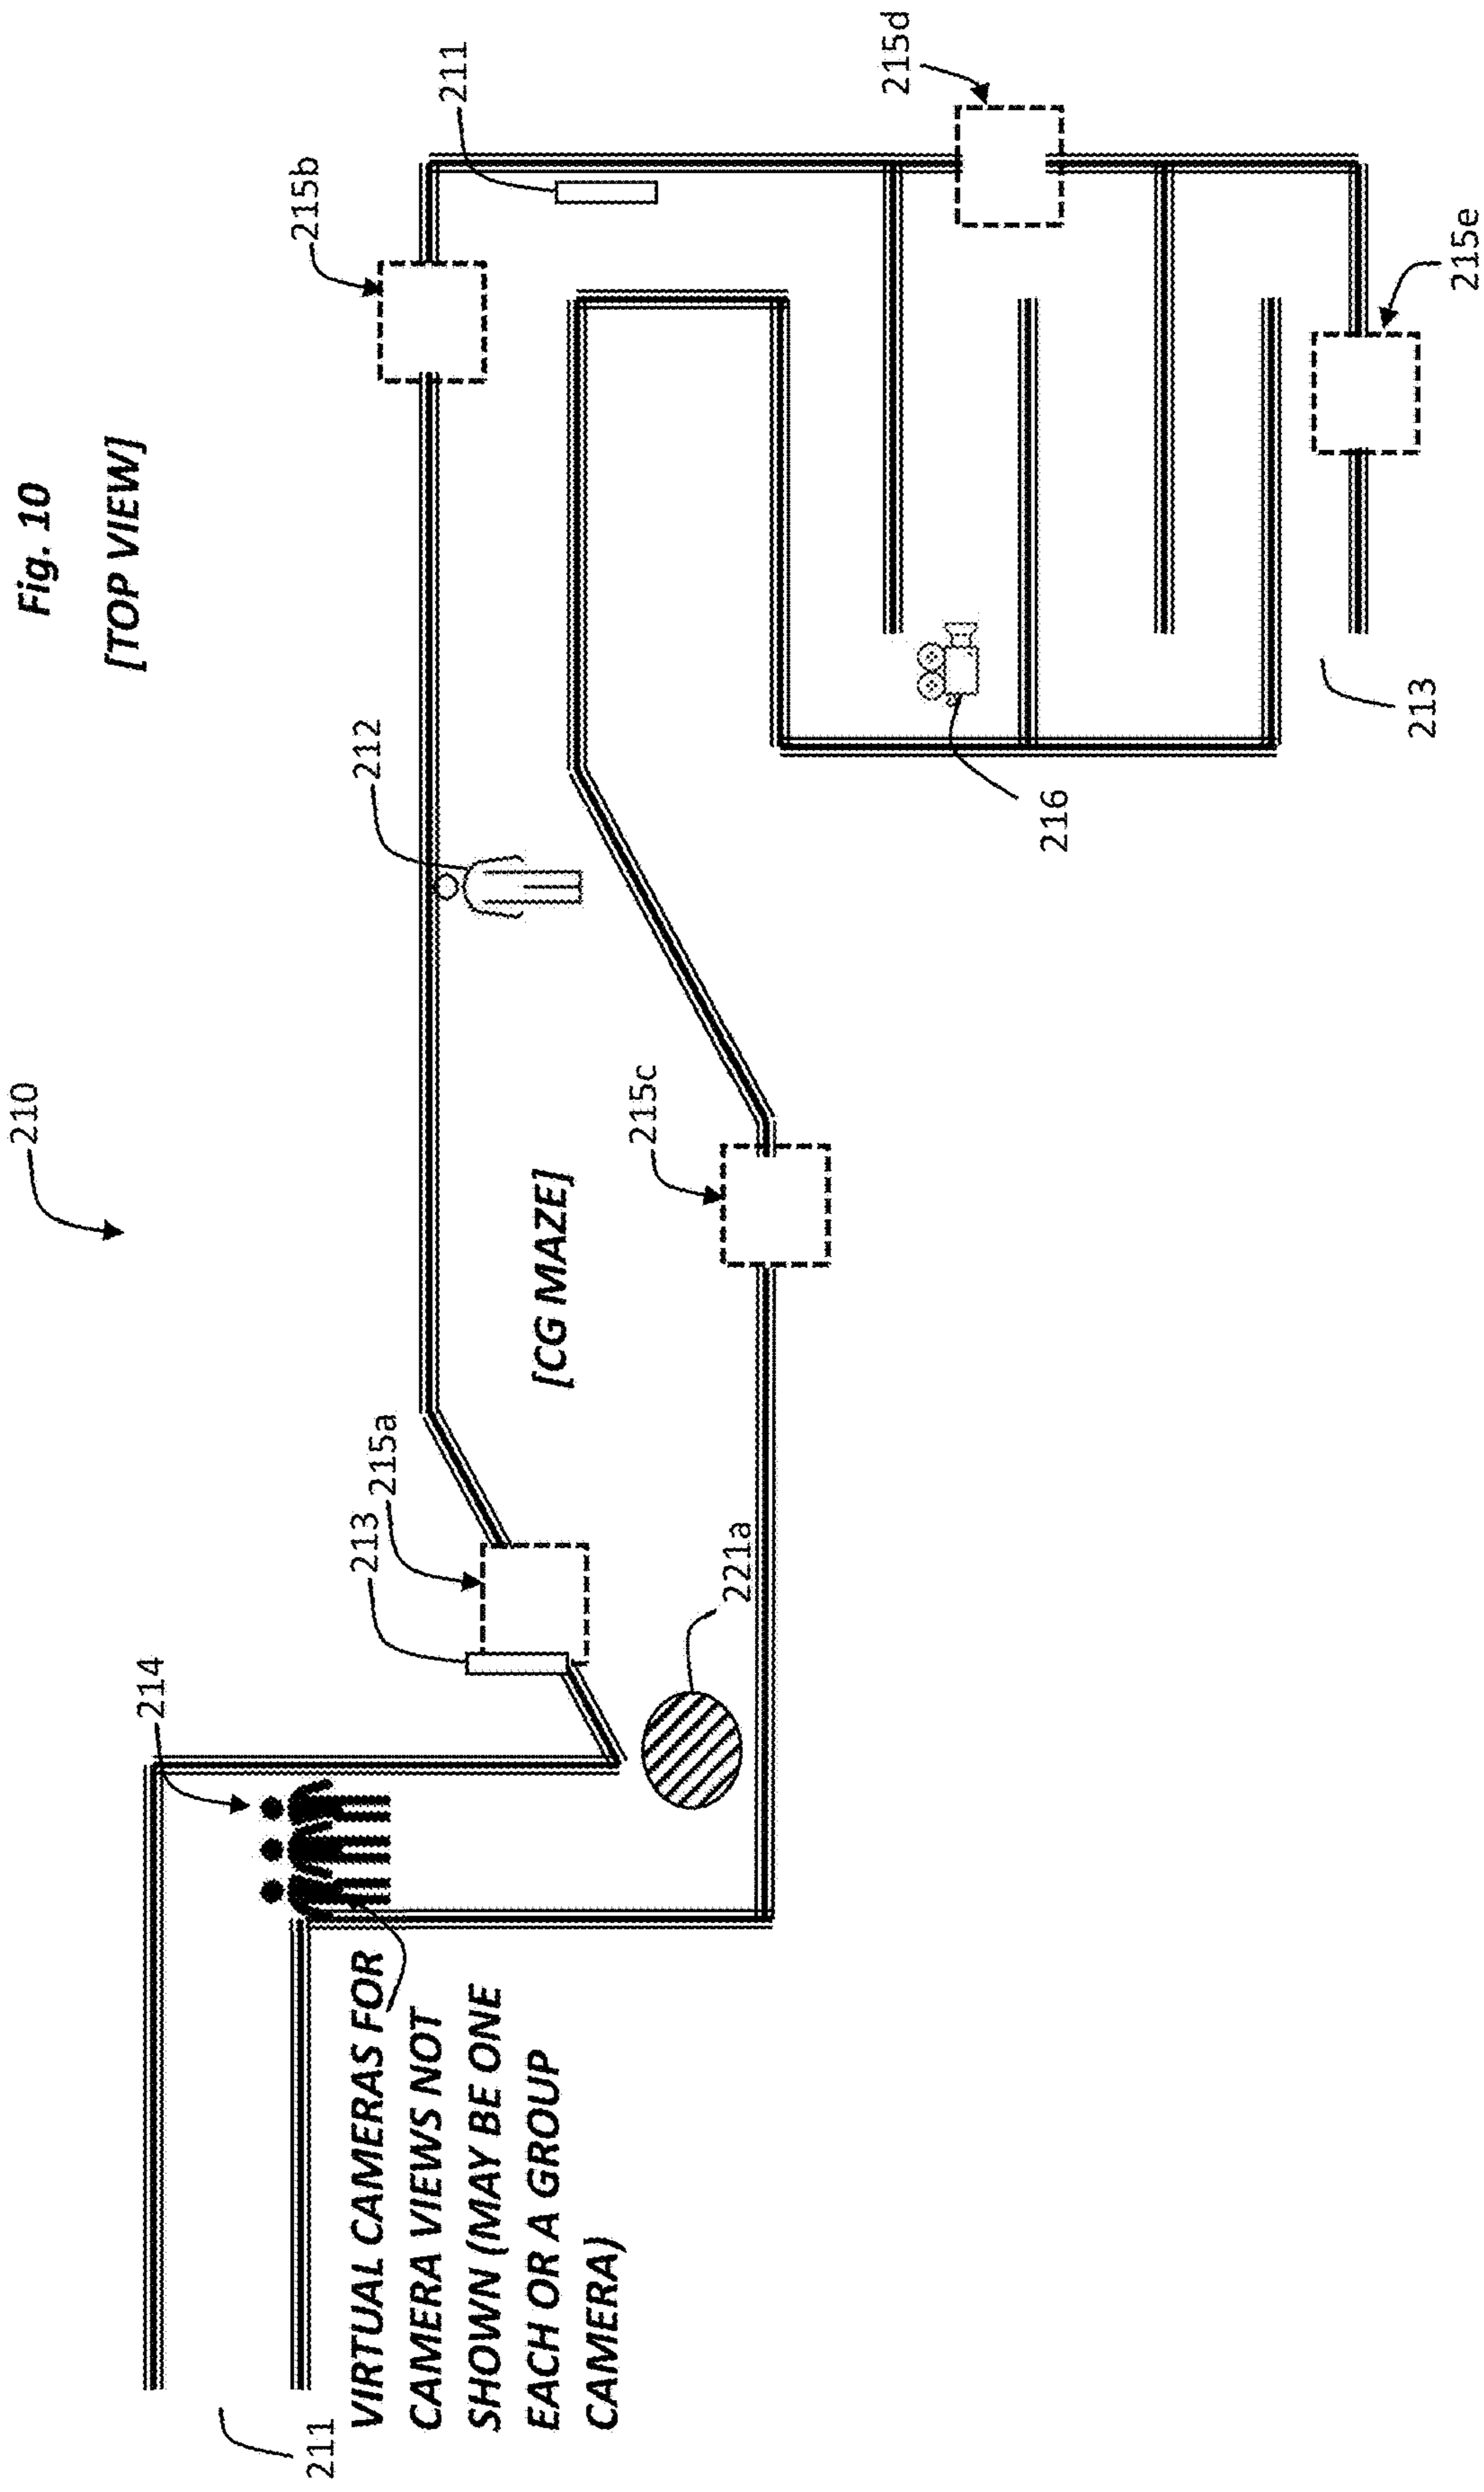 Fig. 10
[TOP VIEW]
210
214
213
215a
212
215b
211
215d
[CG MAZE]
215c
221a
216
213
215e
211
VIRTUAL CAMERAS FOR
CAMERA VIEWS NOT
SHOWN (MAY BE ONE
EACH OR A GROUP
CAMERA)